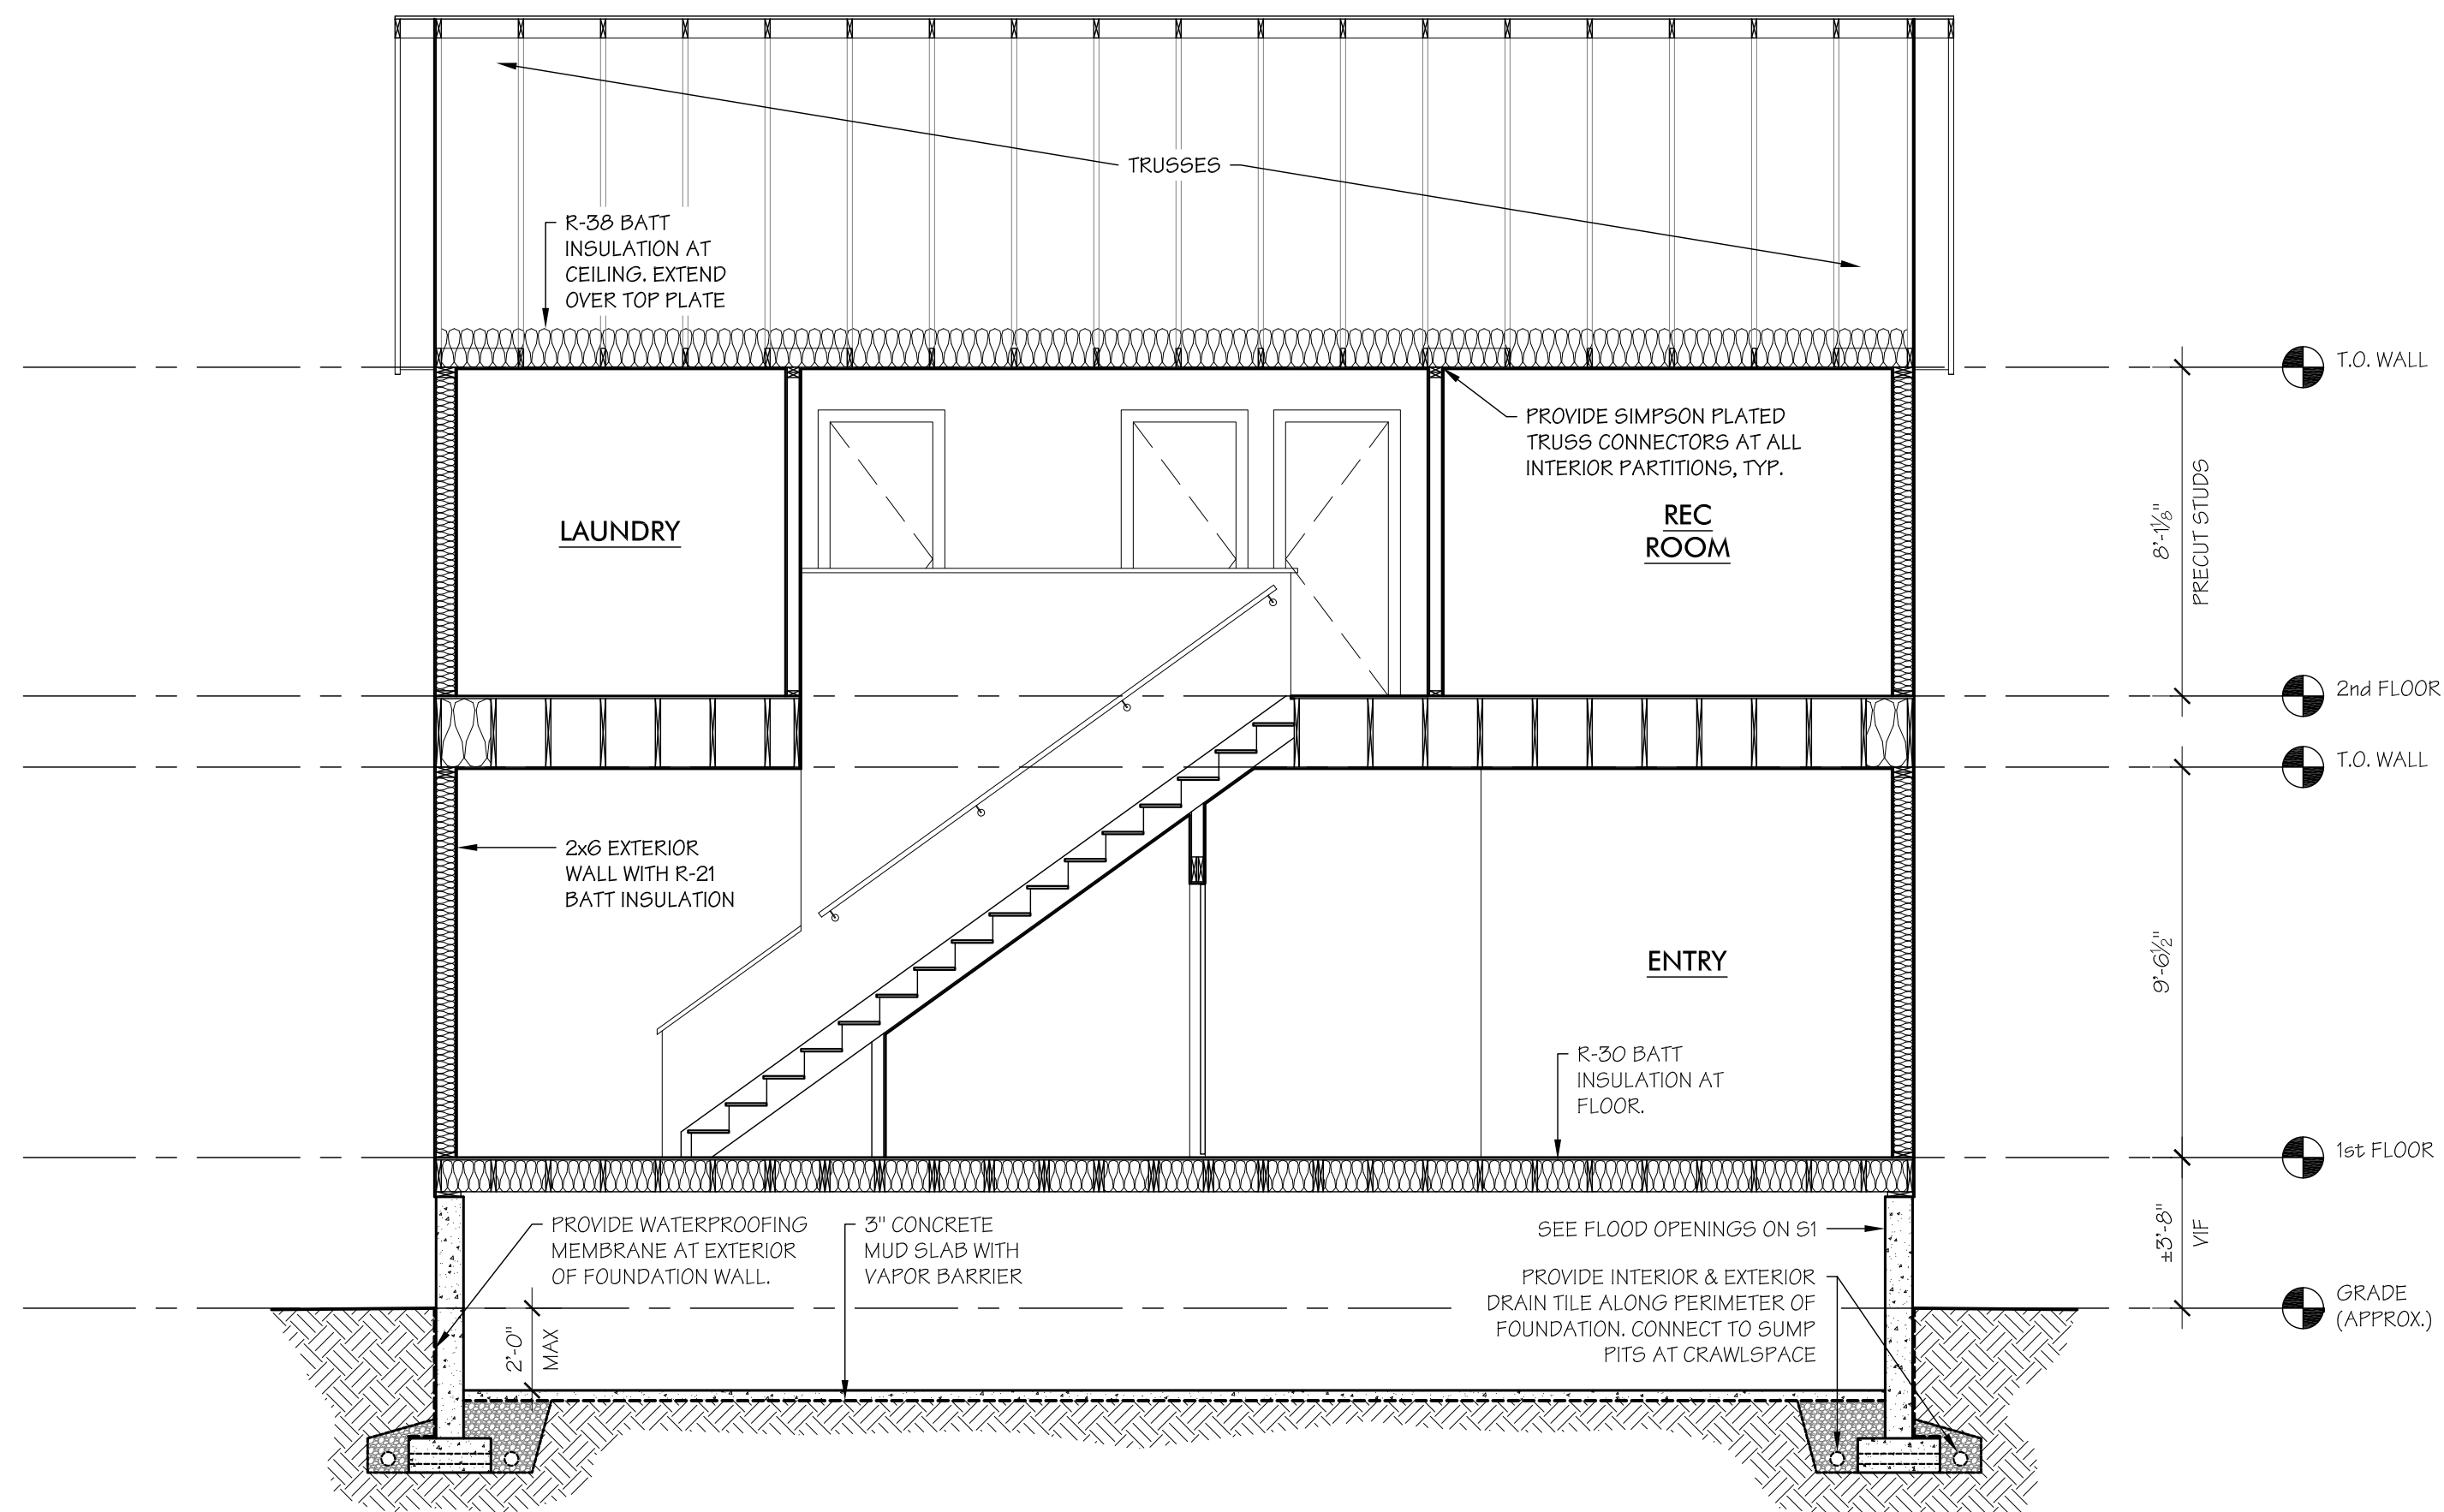 TRUSSES
R-38 BATT
INSULATION AT
CEILING. EXTEND
OVER TOP PLATE
T.O. WALL
PROVIDE SIMPSON PLATED
TRUSS CONNECTORS AT ALL
INTERIOR PARTITIONS, TYP.
LAUNDRY
REC
ROOM
8'-1⅛"
PRECUT STUDS
2nd FLOOR
T.O. WALL
2x6 EXTERIOR
WALL WITH R-21
BATT INSULATION
ENTRY
9'-6½"
R-30 BATT
INSULATION AT
FLOOR.
1st FLOOR
PROVIDE WATERPROOFING
MEMBRANE AT EXTERIOR
OF FOUNDATION WALL.
3" CONCRETE
MUD SLAB WITH
VAPOR BARRIER
SEE FLOOD OPENINGS ON S1
±3'-8"
VIF
PROVIDE INTERIOR & EXTERIOR
DRAIN TILE ALONG PERIMETER OF
FOUNDATION. CONNECT TO SUMP
PITS AT CRAWLSPACE
GRADE
(APPROX.)
2'-0"
MAX